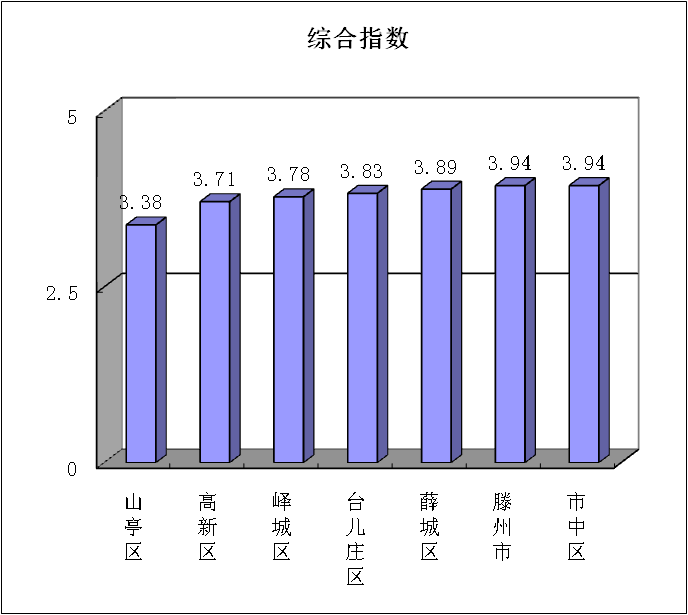 综合指数
5
2.5
0
3.38
3.71
3.78
3.83
3.89
3.94
3.94
山亭区
高新区
峄城区
台儿庄区
薛城区
滕州市
市中区